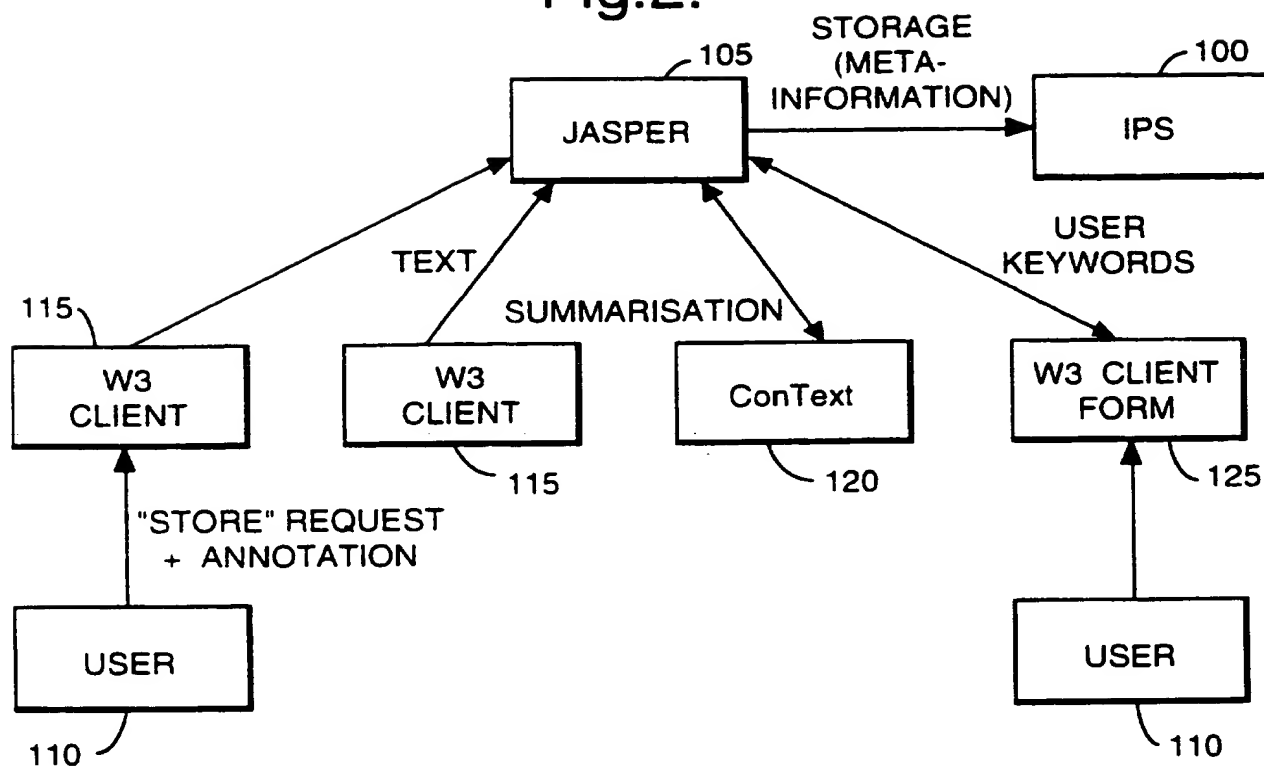 Fig.2.
STORAGE
(META-
INFORMATION)
105
100
JASPER
IPS
TEXT
USER
KEYWORDS
SUMMARISATION
115
W3
CLIENT
W3
CLIENT
ConText
W3 CLIENT
FORM
115
120
125
"STORE" REQUEST
+ ANNOTATION
USER
USER
110
110